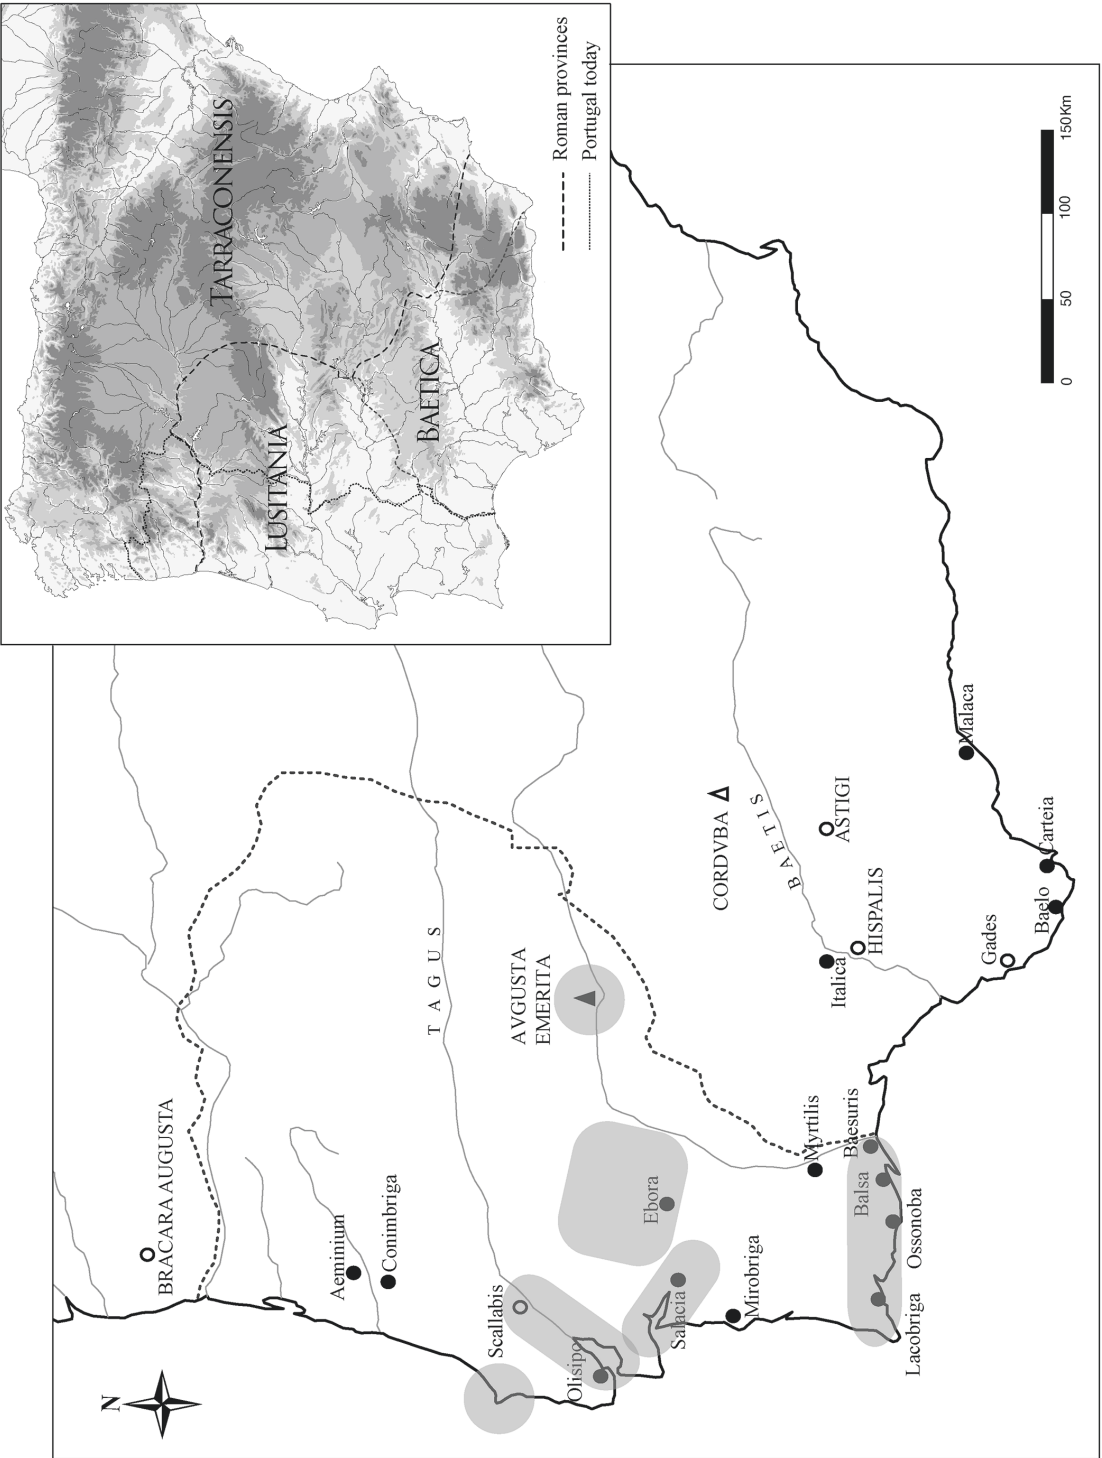 TARRACONENSIS
LUSITANIA
BAETICA
Roman provinces
Portugal today
N
BRACARA AUGUSTA
Aeminium
Conimbriga
TAGUS
Scallabis
AVGUSTA
EMERITA
Olisipo
Ebora
Salacia
Mirobriga
CORDVBA
BAETIS
ASTIGI
Myrtilis
Italica
HISPALIS
Baesuris
Balsa
Lacobriga
Ossonoba
Malaca
Gades
Baelo
Carteia
0
50
100
150Km